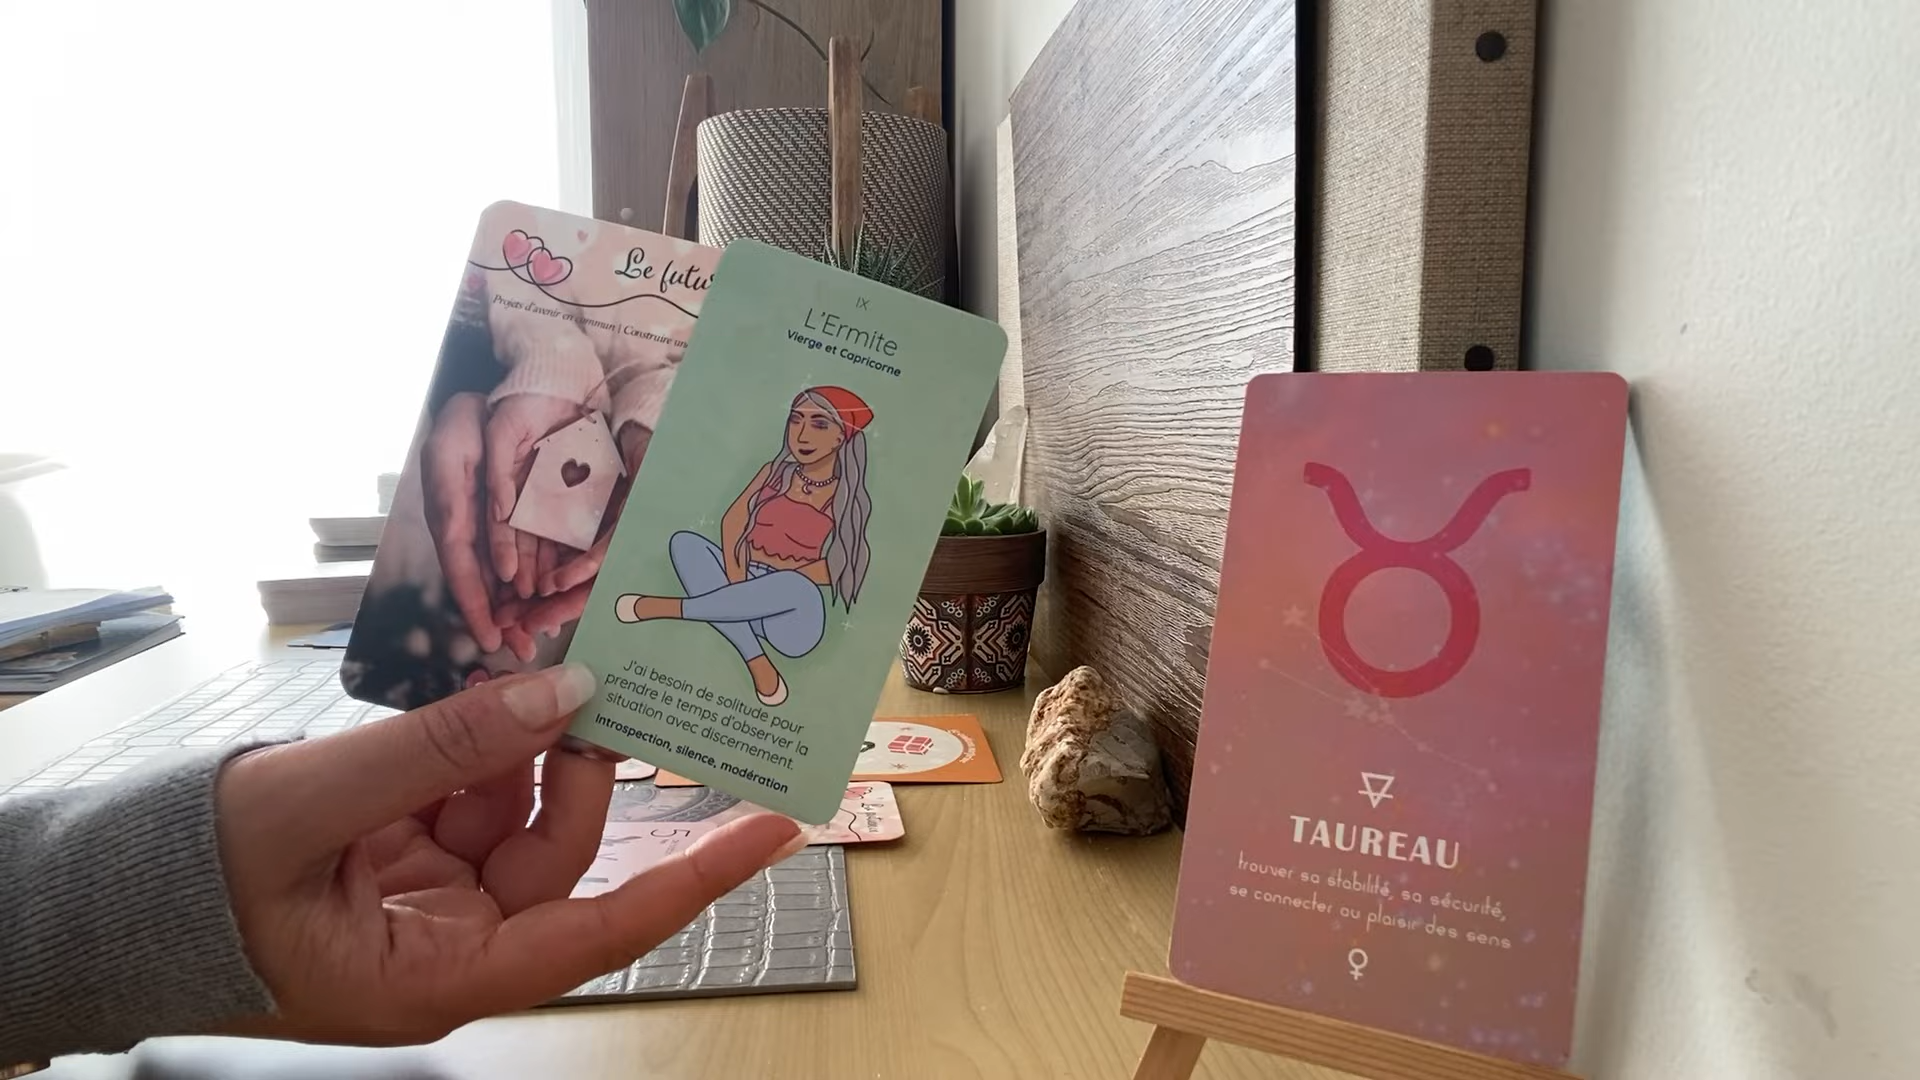 Le futu
Projets d'avenir en commun | Construire un
IX
L'Ermite
Vierge et Capricorne
J'ai besoin de solitude pour
prendre le temps d'observer la
situation avec discernement.
Introspection, silence, modération
5
TAUREAU
trouver sa stabilité, sa sécurité,
se connecter au plaisir des sens